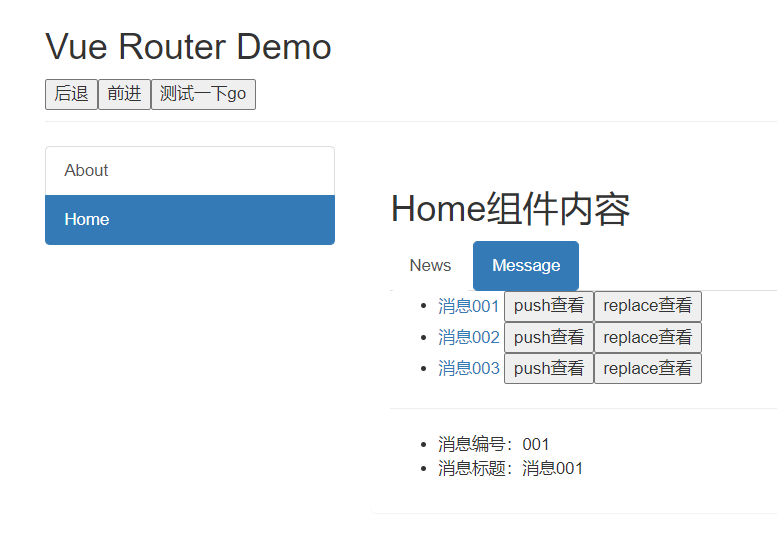 Vue Router Demo
后退 前进 测试一下go
About
Home
Home组件内容
News Message
消息001 push查看 replace查看
消息002 push查看 replace查看
消息003 push查看 replace查看
消息编号：001
消息标题：消息001